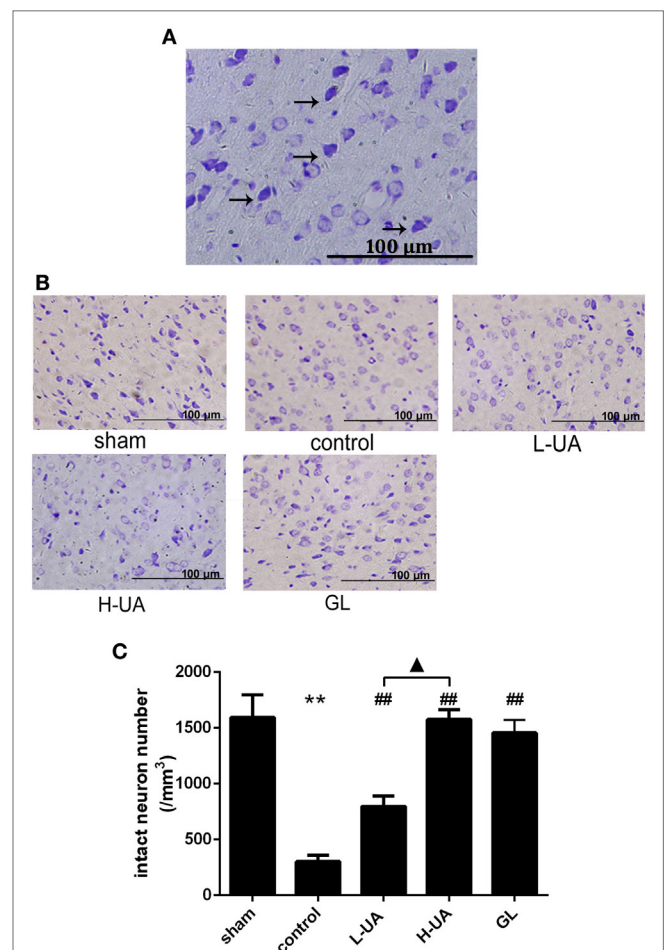 A
→
→
→
→
100 μm
B
100 μm
100 μm
100 μm
sham
control
L-UA
100 μm
100 μm
H-UA
GL
C
▲
2000
** ## ## ##
1500
1000
500
0
intact neuron number
(/mm³)
sham
control
L-UA
H-UA
GL